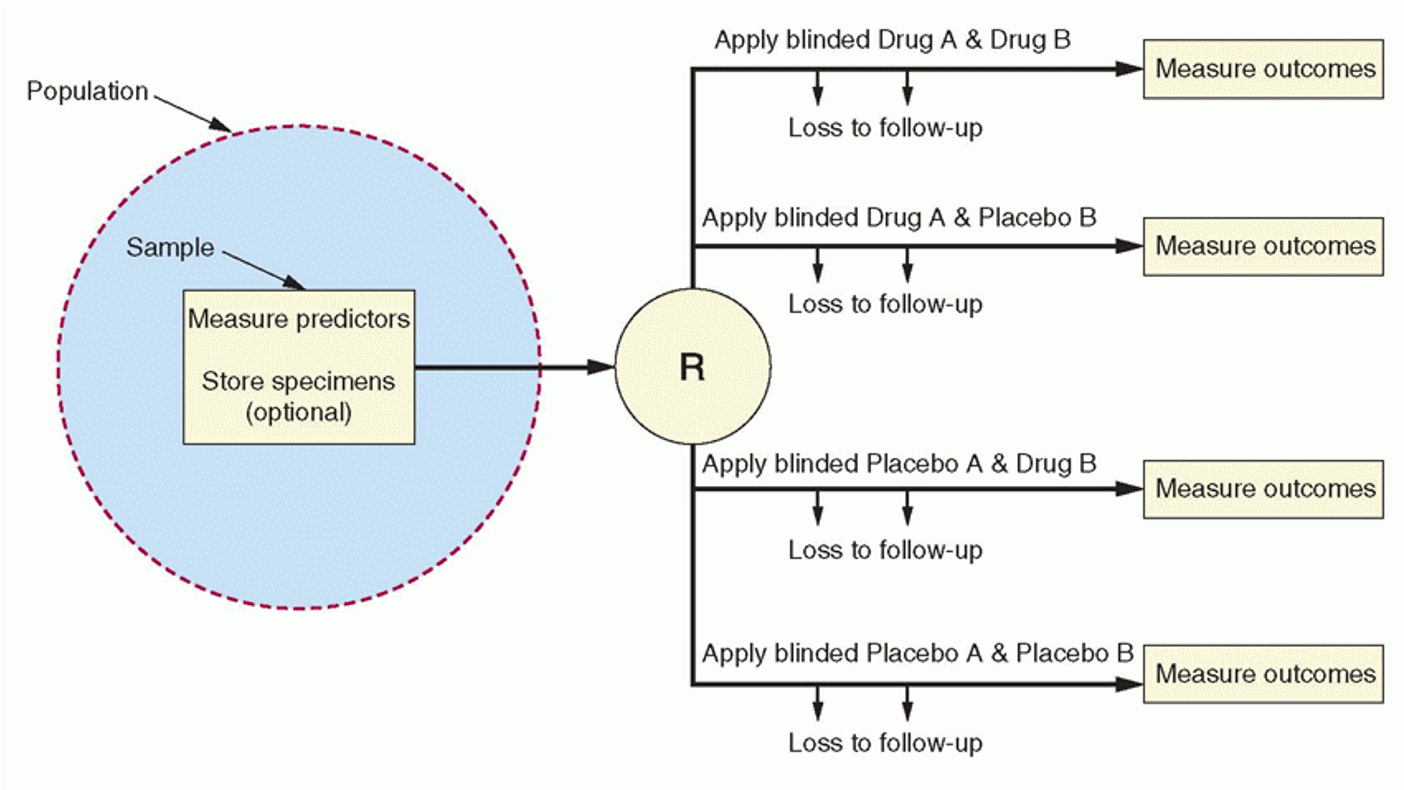 Population
Sample
Measure predictors
Store specimens
(optional)
R
Apply blinded Drug A & Drug B
Loss to follow-up
Measure outcomes
Apply blinded Drug A & Placebo B
Loss to follow-up
Measure outcomes
Apply blinded Placebo A & Drug B
Loss to follow-up
Measure outcomes
Apply blinded Placebo A & Placebo B
Loss to follow-up
Measure outcomes